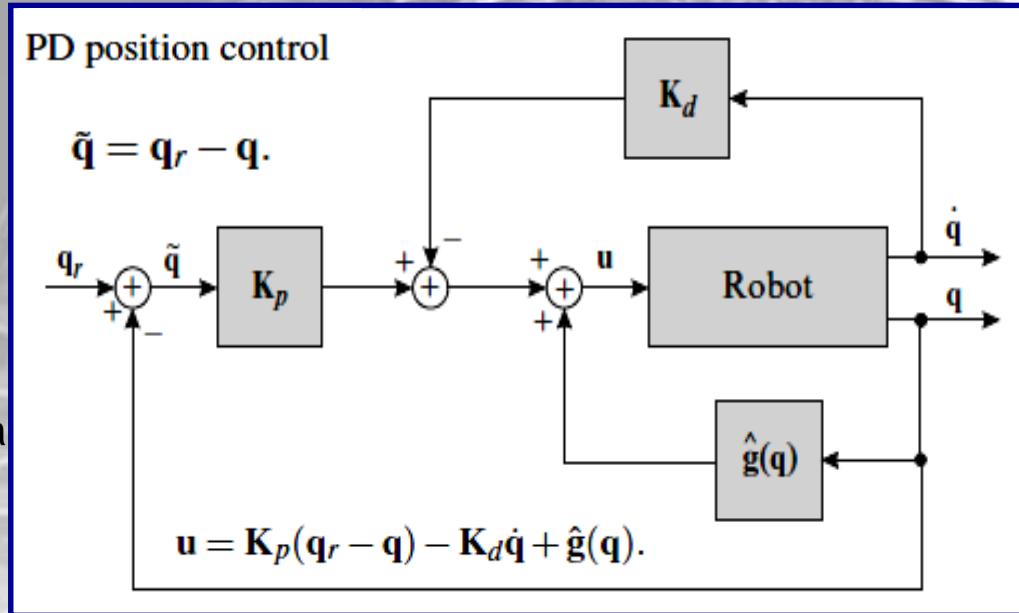 PD position control
q̃ = q_r − q.
K_d
q̇
q_r
+
+
−
q̃
K_p
+
−
+
+
+
+
u
Robot
q
ĝ(q)
u = K_p(q_r − q) − K_d q̇ + ĝ(q).